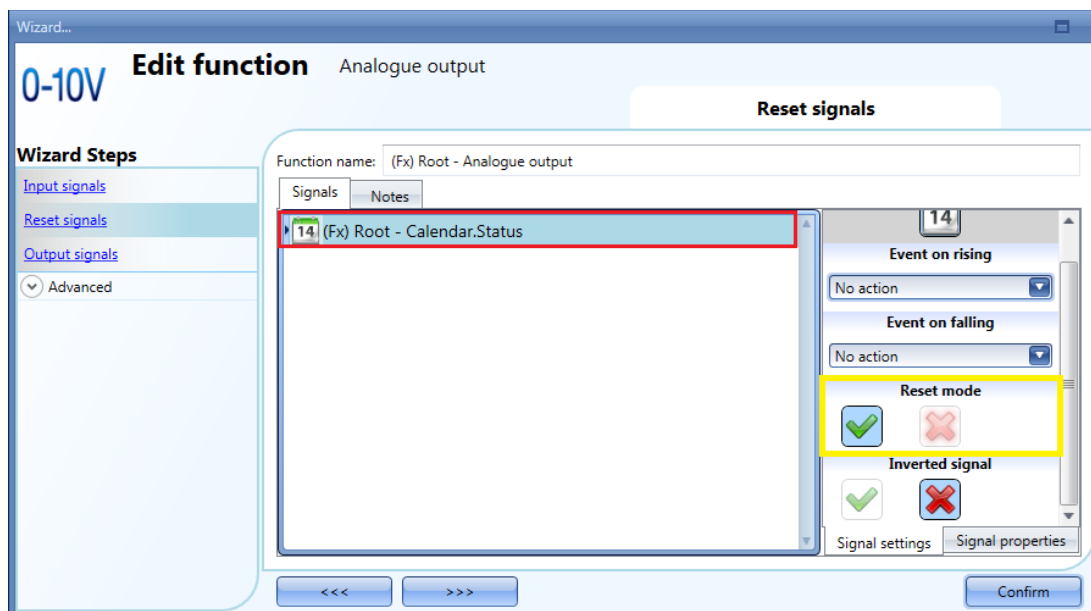 Wizard...
0-10V
Edit function
Analogue output
Reset signals
Wizard Steps
Input signals
Reset signals
Output signals
Advanced
Function name:
(Fx) Root - Analogue output
Signals
Notes
14
(Fx) Root - Calendar.Status
14
Event on rising
No action
Event on falling
No action
Reset mode
Inverted signal
Signal settings
Signal properties
<<<
>>>
Confirm